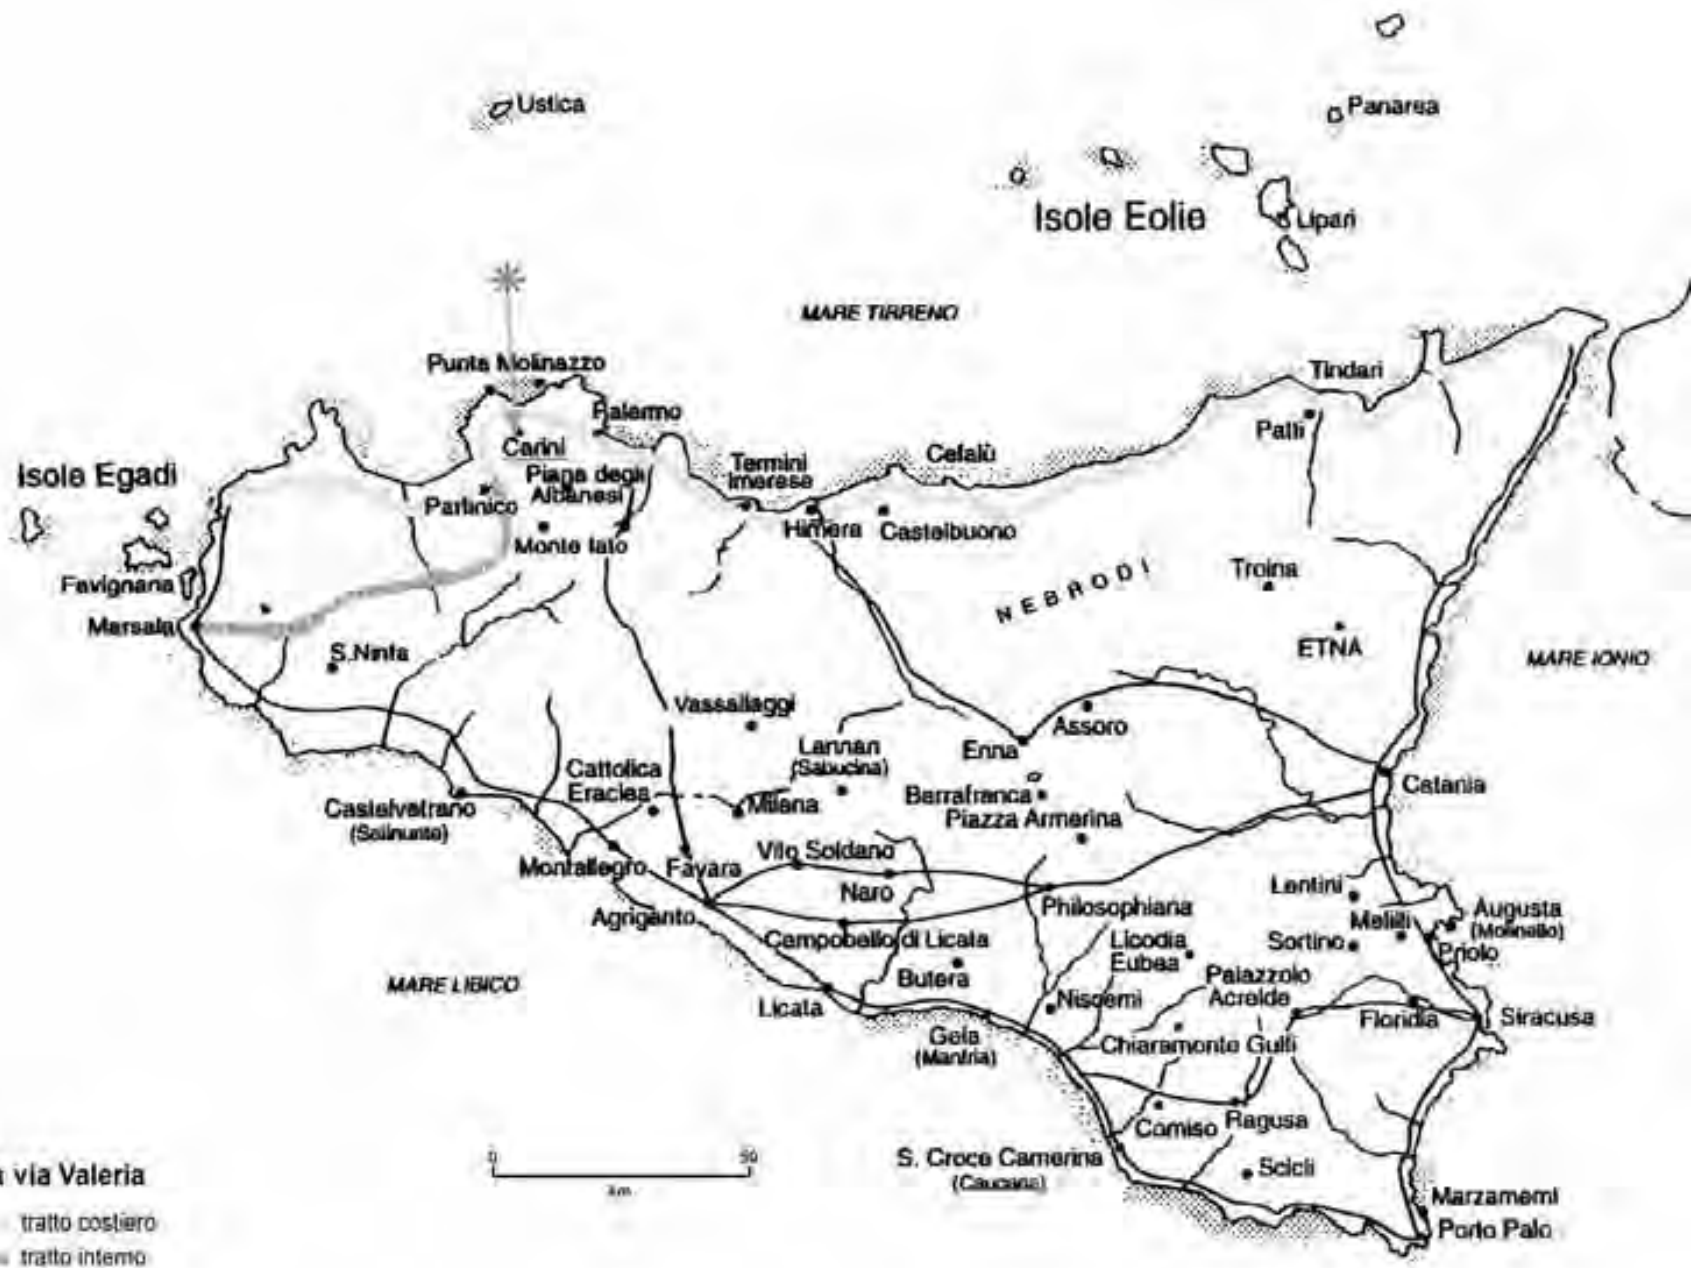 Ustica
Panarea
Isole Eolie
Lipari
MARE TIRRENO
Punta Molinazzo
Tindari
Palermo
Patti
Carini
Cefalù
Isole Egadi
Termini
Imerese
Piana degli
Albanesi
Partinico
Himera
Castelbuono
Monte Iato
Troina
NEBRODI
Favignana
Marsala
S.Ninfa
ETNA
MARE IONIO
Vassallaggi
Assoro
Enna
(Sabucina)
Cattolica
Eraclea
Catania
Milena
Barrafranca
Castelvetrano
(Selinunte)
Piazza Armerina
Vito Soldano
Montallegro
Favara
Naro
Lentini
Philosophiana
Agrigento
Melilli
Augusta
(Molinello)
Campobello di Licata
Licodia
Eubea
Sortino
Priolo
Butera
Palazzolo
Acreide
MARE LIBICO
Licata
Niscemi
Floridia
Siracusa
Gela
(Manfria)
Chiaramonte Gulfi
Comiso
Ragusa
0
50
km
S. Croce Camerina
(Caucana)
Scicli
via Valeria
Marzamemi
tratto costiero
Porto Palo
tratto interno